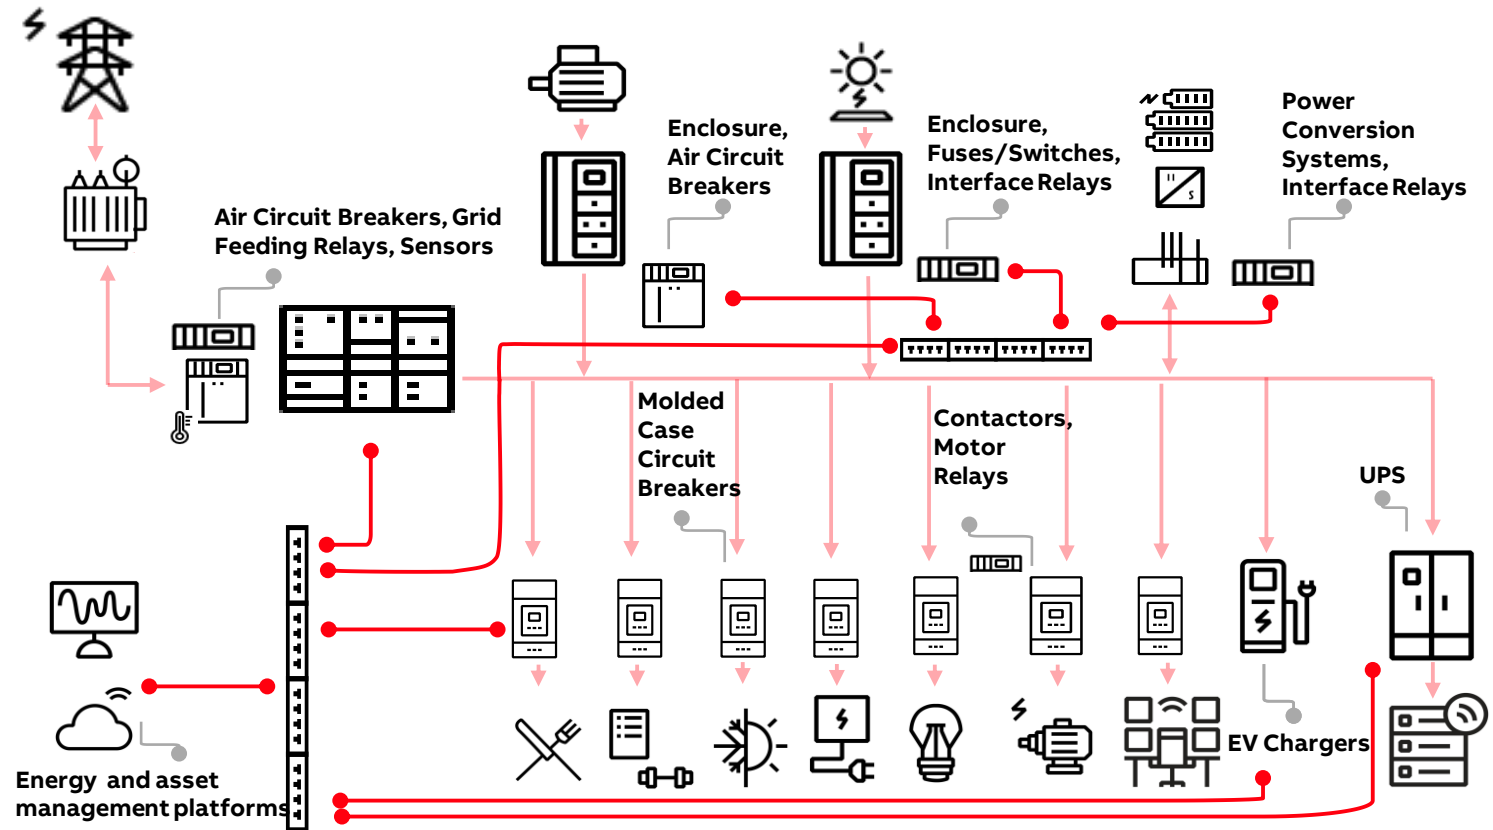 Power
Conversion
Systems,
Interface Relays
Enclosure,
Air Circuit
Breakers
Enclosure,
Fuses/Switches,
Interface Relays
Air Circuit Breakers, Grid
Feeding Relays, Sensors
Molded
Case
Circuit
Breakers
Contactors,
Motor
Relays
UPS
EV Chargers
Energy and asset
management platforms